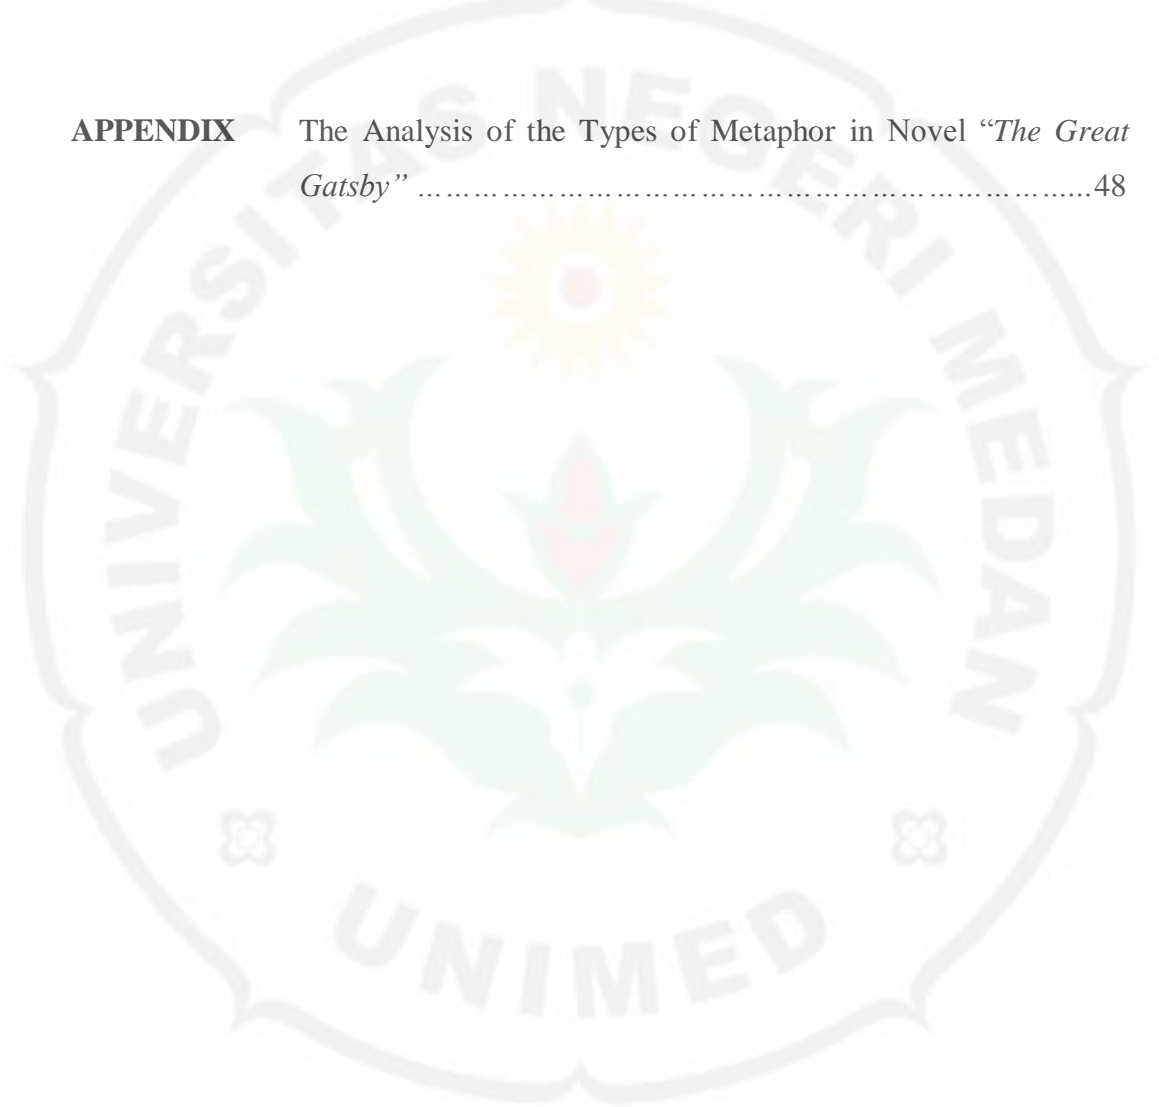 APPENDIX The Analysis of the Types of Metaphor in Novel “The Great
Gatsby” ……………………………………………………………......48
UNIVERSITAS NEGERI MEDAN
UNIMED